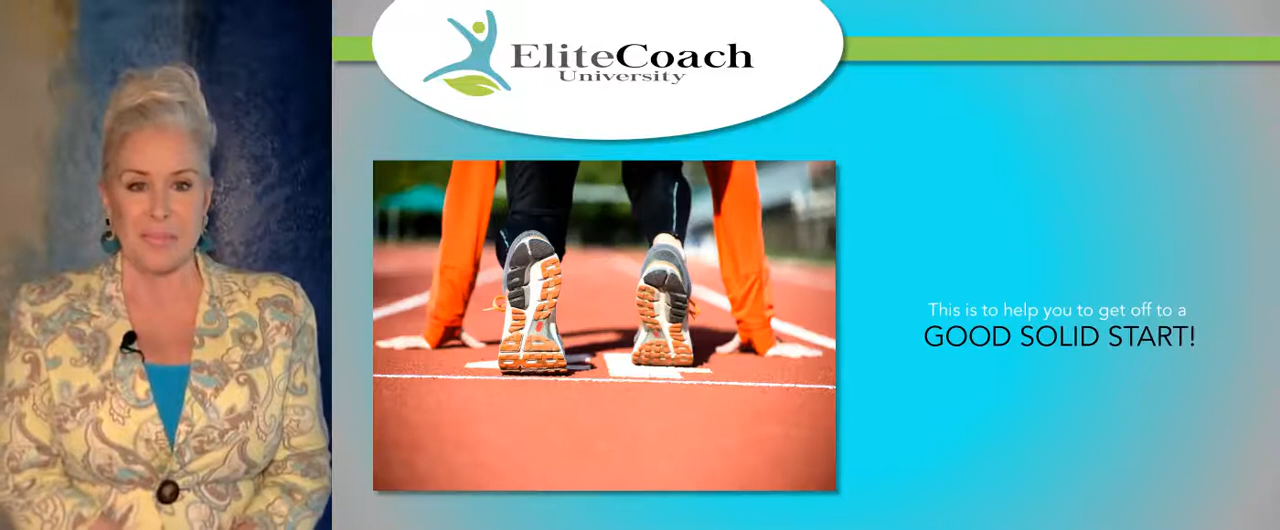 EliteCoach
University
This is to help you to get off to a
GOOD SOLID START!